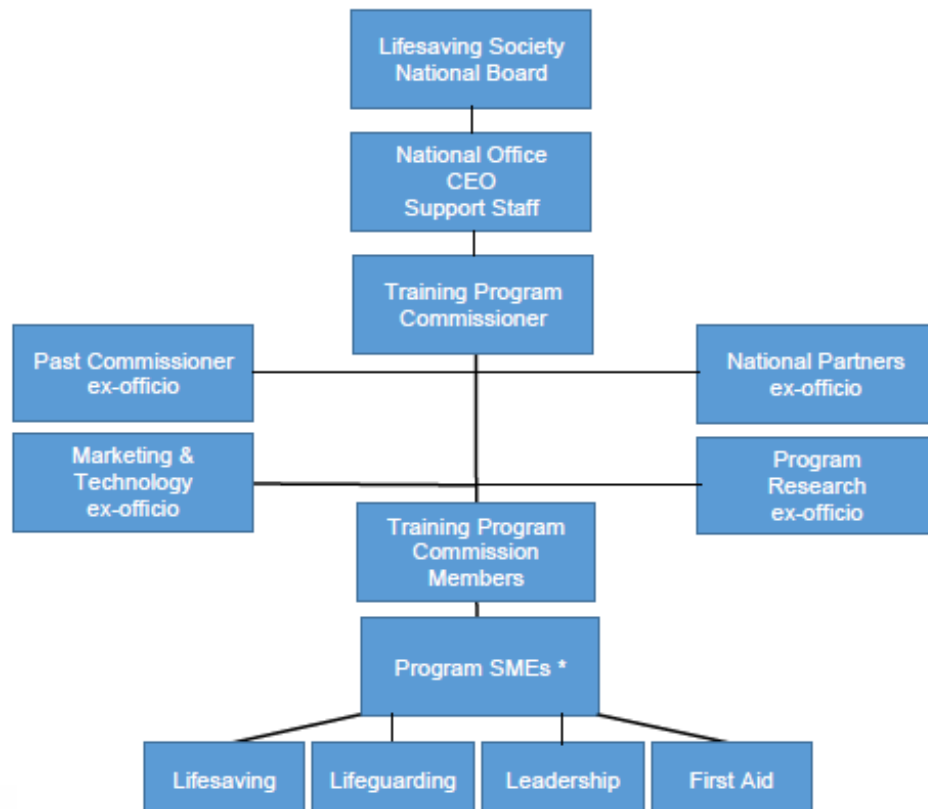 Lifesaving Society
National Board
National Office
CEO
Support Staff
Training Program
Commissioner
Past Commissioner
ex-officio
National Partners
ex-officio
Marketing &
Technology
ex-officio
Program
Research
ex-officio
Training Program
Commission
Members
Program SMEs *
Lifesaving
Lifeguarding
Leadership
First Aid